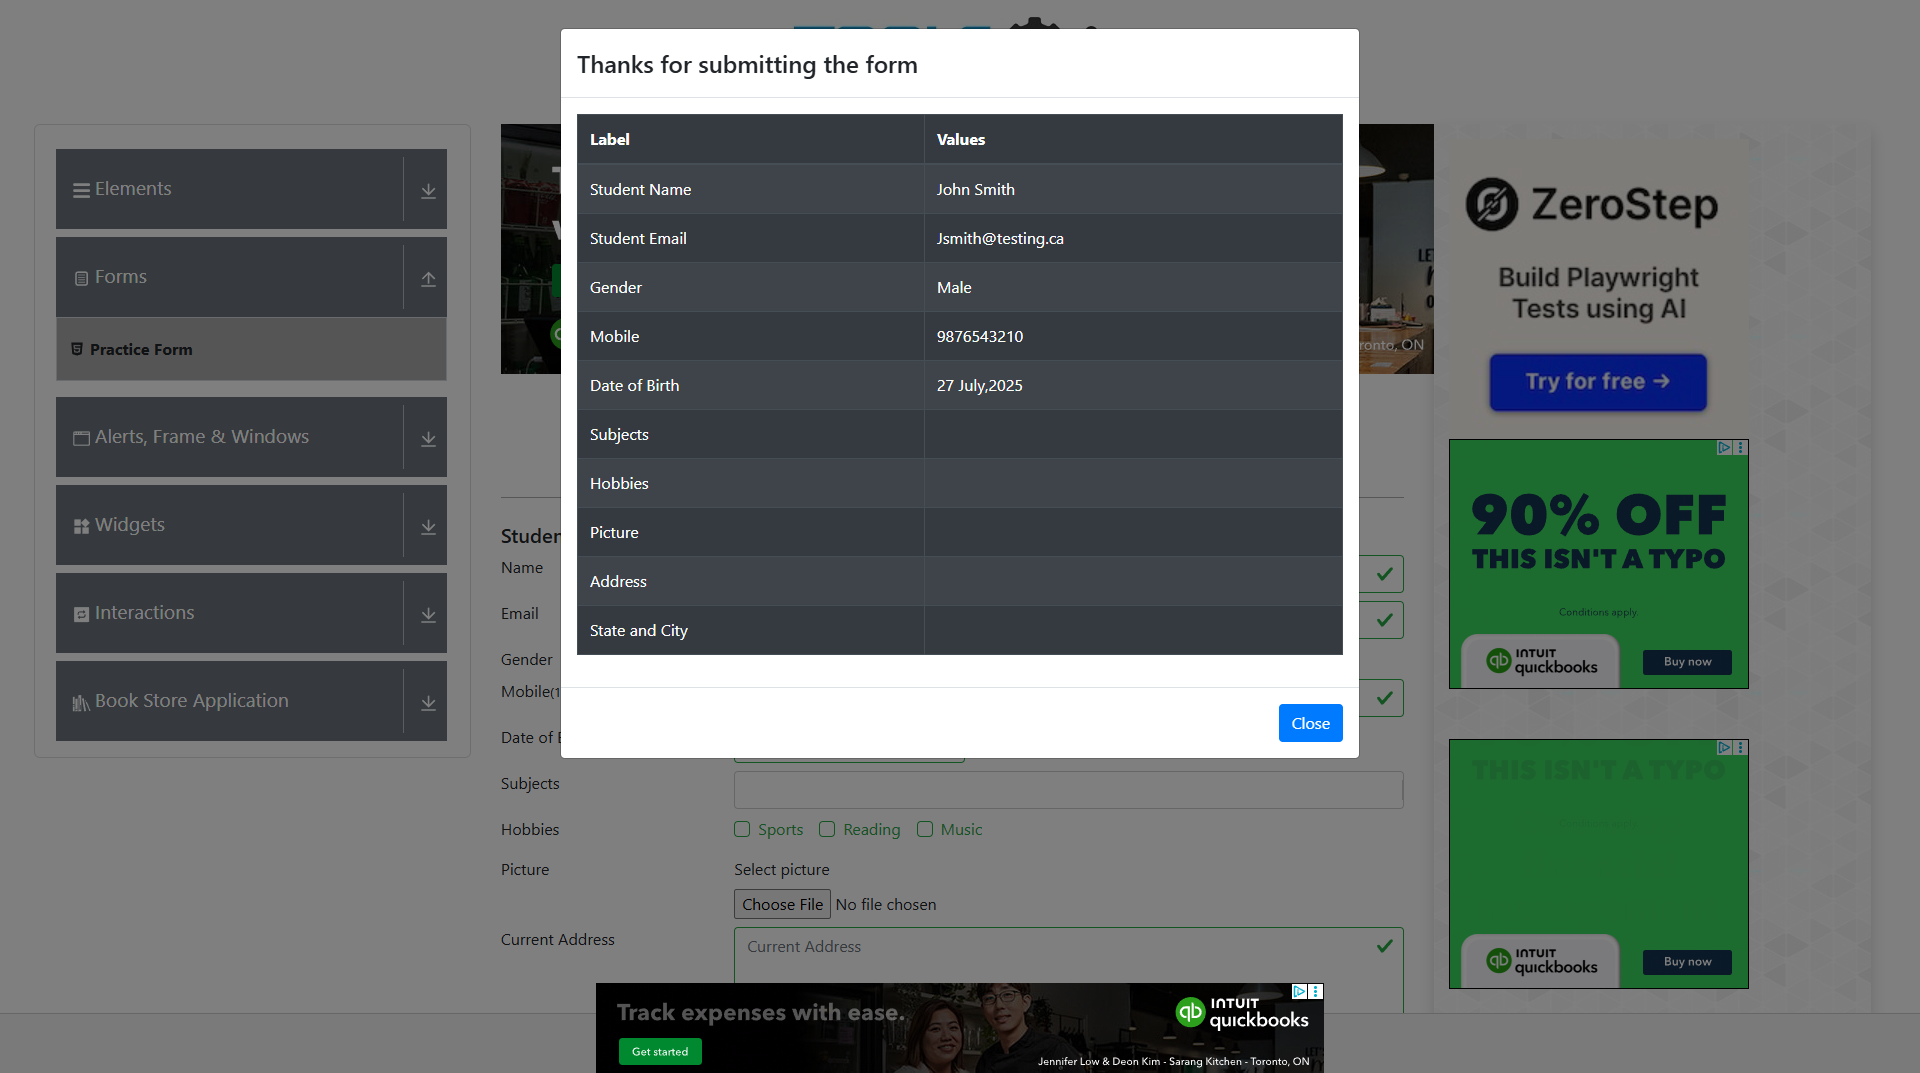 Thanks for submitting the form
Label Values
Student Name John Smith
Student Email Jsmith@testing.ca
Gender Male
Mobile 9876543210
Date of Birth 27 July,2025
Subjects
Hobbies
Picture
Address
State and City
Close
Elements
Forms
Practice Form
Alerts, Frame & Windows
Widgets
Interactions
Book Store Application
Name
Email
Gender
Date of
Subjects
Hobbies
Sports Reading Music
Picture
Select picture
Choose File No file chosen
Current Address
Current Address
ZeroStep
Build Playwright
Tests using AI
Try for free →
90% OFF
THIS ISN'T A TYPO
Conditions apply.
INTUIT
quickbooks
Buy now
THIS ISN'T A TYPO
INTUIT
quickbooks
Buy now
Track expenses with ease.
Get started
INTUIT
quickbooks
Jennifer Low & Deon Kim - Sarang Kitchen - Toronto, ON